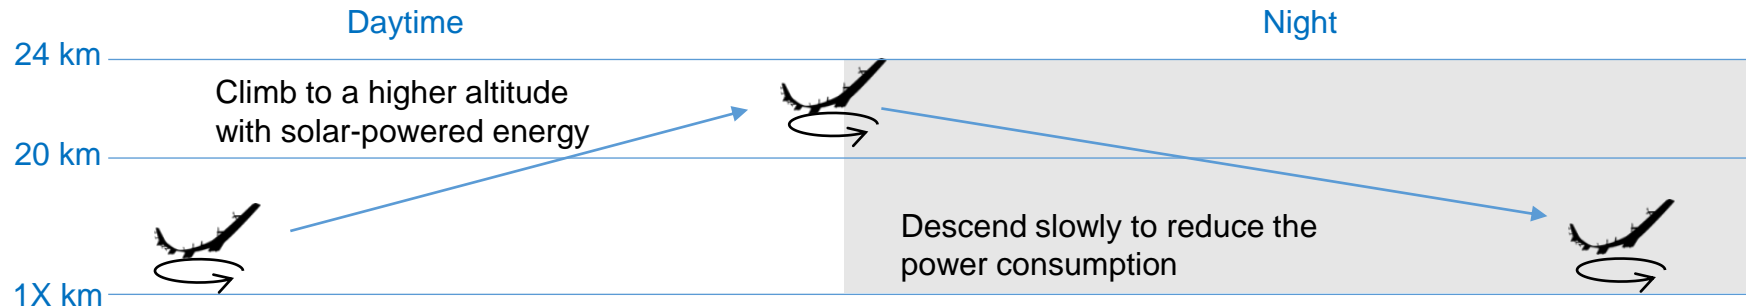 Daytime
Night
24 km
Climb to a higher altitude
with solar-powered energy
20 km
Descend slowly to reduce the
power consumption
1X km